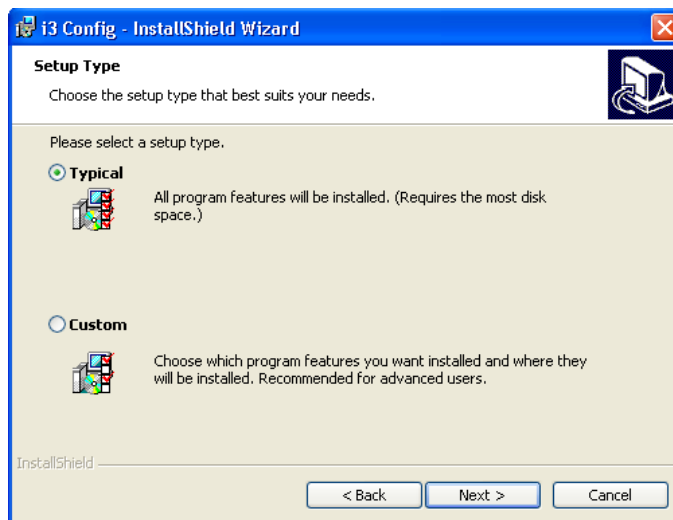 i3 Config - InstallShield Wizard
Setup Type
Choose the setup type that best suits your needs.
Please select a setup type.
Typical
All program features will be installed. (Requires the most disk
space.)
Custom
Choose which program features you want installed and where they
will be installed. Recommended for advanced users.
InstallShield
< Back
Next >
Cancel